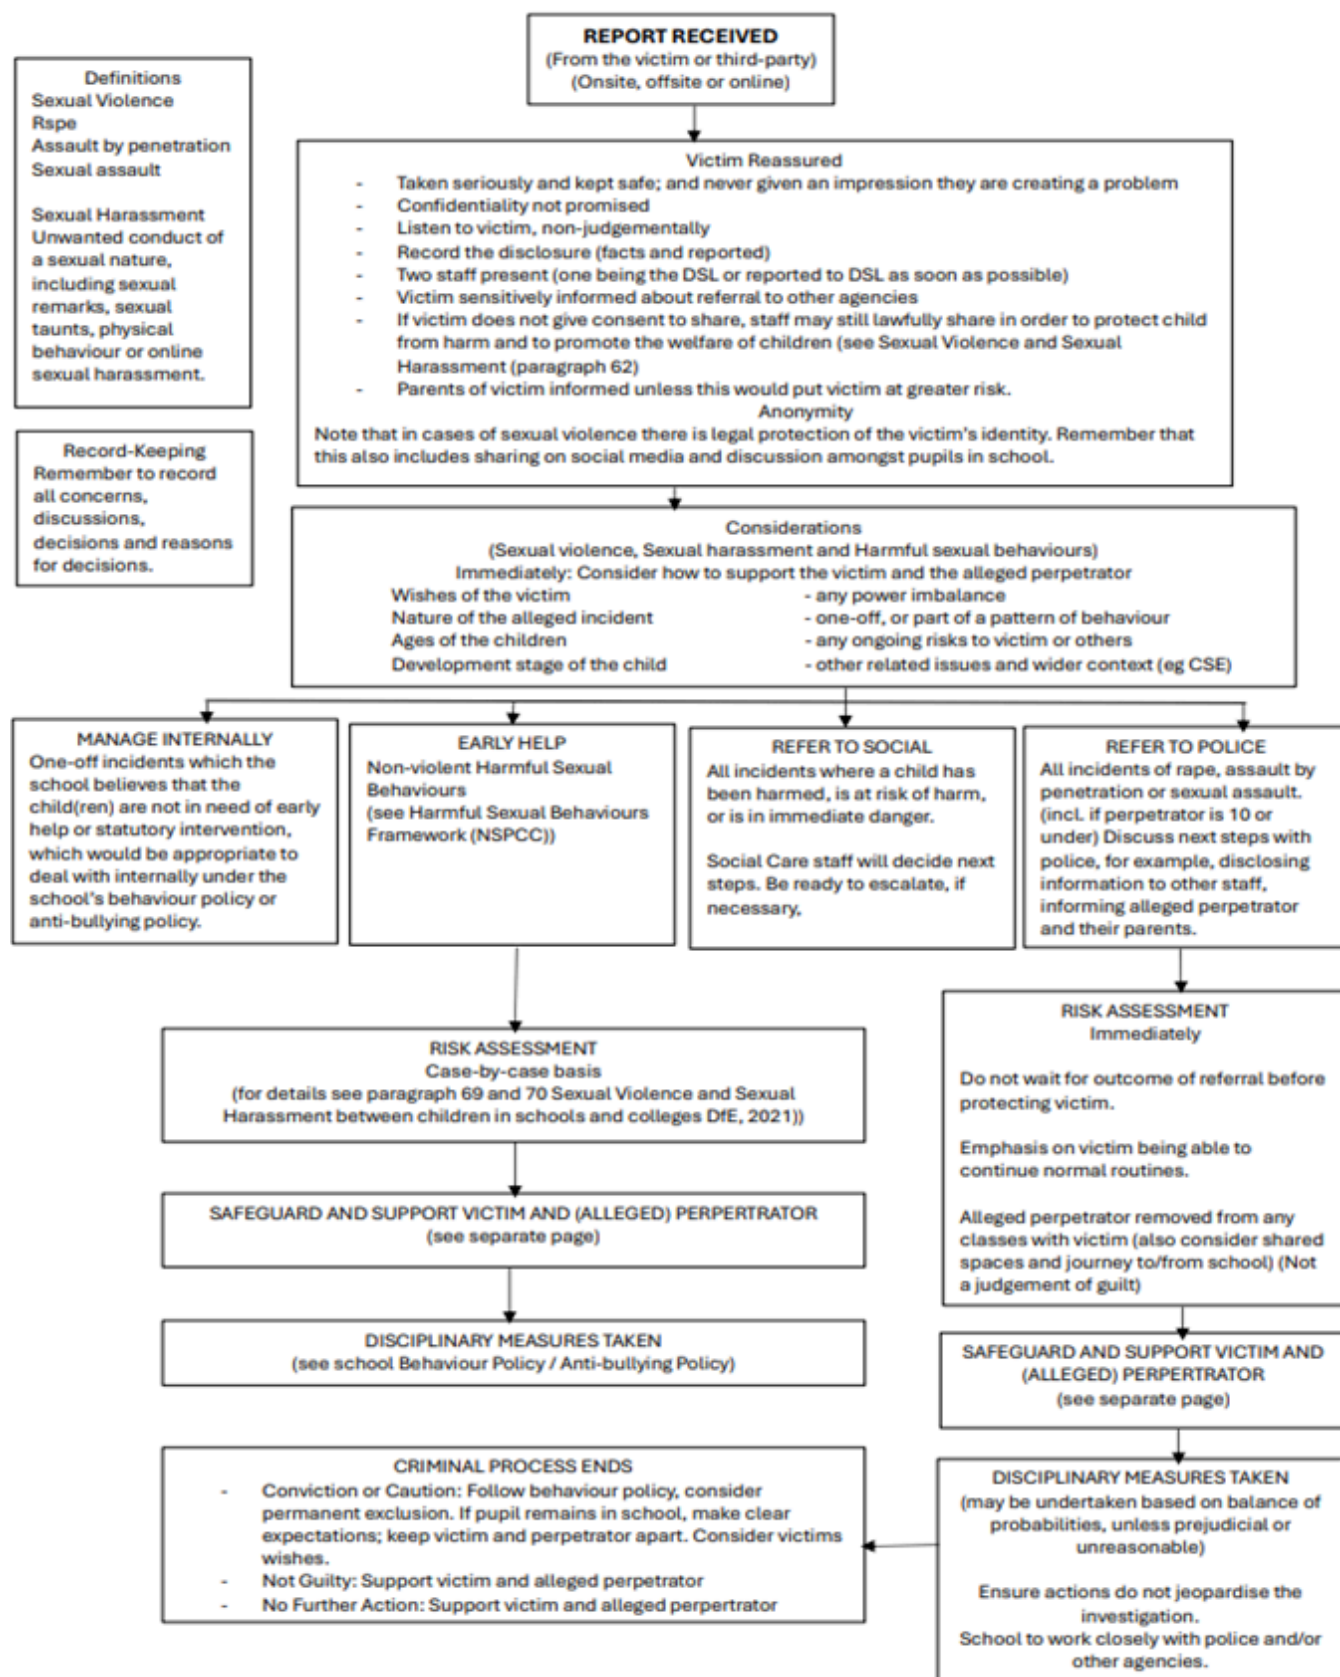 REPORT RECEIVED
(From the victim or third-party)
(Onsite, offsite or online)
Definitions
Sexual Violence
Rspe
Assault by penetration
Sexual assault
Sexual Harassment
Unwanted conduct of
a sexual nature,
including sexual
remarks, sexual
taunts, physical
behaviour or online
sexual harassment.
Victim Reassured
- Taken seriously and kept safe; and never given an impression they are creating a problem
- Confidentiality not promised
- Listen to victim, non-judgementally
- Record the disclosure (facts and reported)
- Two staff present (one being the DSL or reported to DSL as soon as possible)
- Victim sensitively informed about referral to other agencies
- If victim does not give consent to share, staff may still lawfully share in order to protect child
from harm and to promote the welfare of children (see Sexual Violence and Sexual
Harassment (paragraph 62)
- Parents of victim informed unless this would put victim at greater risk.
Anonymity
Note that in cases of sexual violence there is legal protection of the victim's identity. Remember that
this also includes sharing on social media and discussion amongst pupils in school.
Record-Keeping
Remember to record
all concerns,
discussions,
decisions and reasons
for decisions.
Considerations
(Sexual violence, Sexual harassment and Harmful sexual behaviours)
Immediately: Consider how to support the victim and the alleged perpetrator
Wishes of the victim - any power imbalance
Nature of the alleged incident - one-off, or part of a pattern of behaviour
Ages of the children - any ongoing risks to victim or others
Development stage of the child - other related issues and wider context (eg CSE)
MANAGE INTERNALLY
One-off incidents which the
school believes that the
child(ren) are not in need of early
help or statutory intervention,
which would be appropriate to
deal with internally under the
school's behaviour policy or
anti-bullying policy.
EARLY HELP
Non-violent Harmful Sexual
Behaviours
(see Harmful Sexual Behaviours
Framework (NSPCC))
REFER TO SOCIAL
All incidents where a child has
been harmed, is at risk of harm,
or is in immediate danger.
Social Care staff will decide next
steps. Be ready to escalate, if
necessary,
REFER TO POLICE
All incidents of rape, assault by
penetration or sexual assault.
(incl. if perpetrator is 10 or
under) Discuss next steps with
police, for example, disclosing
information to other staff,
informing alleged perpetrator
and their parents.
RISK ASSESSMENT
Case-by-case basis
(for details see paragraph 69 and 70 Sexual Violence and Sexual
Harassment between children in schools and colleges DfE, 2021))
SAFEGUARD AND SUPPORT VICTIM AND (ALLEGED) PERPERTRATOR
(see separate page)
DISCIPLINARY MEASURES TAKEN
(see school Behaviour Policy / Anti-bullying Policy)
RISK ASSESSMENT
Immediately
Do not wait for outcome of referral before
protecting victim.
Emphasis on victim being able to
continue normal routines.
Alleged perpetrator removed from any
classes with victim (also consider shared
spaces and journey to/from school) (Not
a judgement of guilt)
SAFEGUARD AND SUPPORT VICTIM AND
(ALLEGED) PERPERTRATOR
(see separate page)
DISCIPLINARY MEASURES TAKEN
(may be undertaken based on balance of
probabilities, unless prejudicial or
unreasonable)
Ensure actions do not jeopardise the
investigation.
School to work closely with police and/or
other agencies.
CRIMINAL PROCESS ENDS
- Conviction or Caution: Follow behaviour policy, consider
permanent exclusion. If pupil remains in school, make clear
expectations; keep victim and perpetrator apart. Consider victims
wishes.
- Not Guilty: Support victim and alleged perpetrator
- No Further Action: Support victim and alleged perpertrator